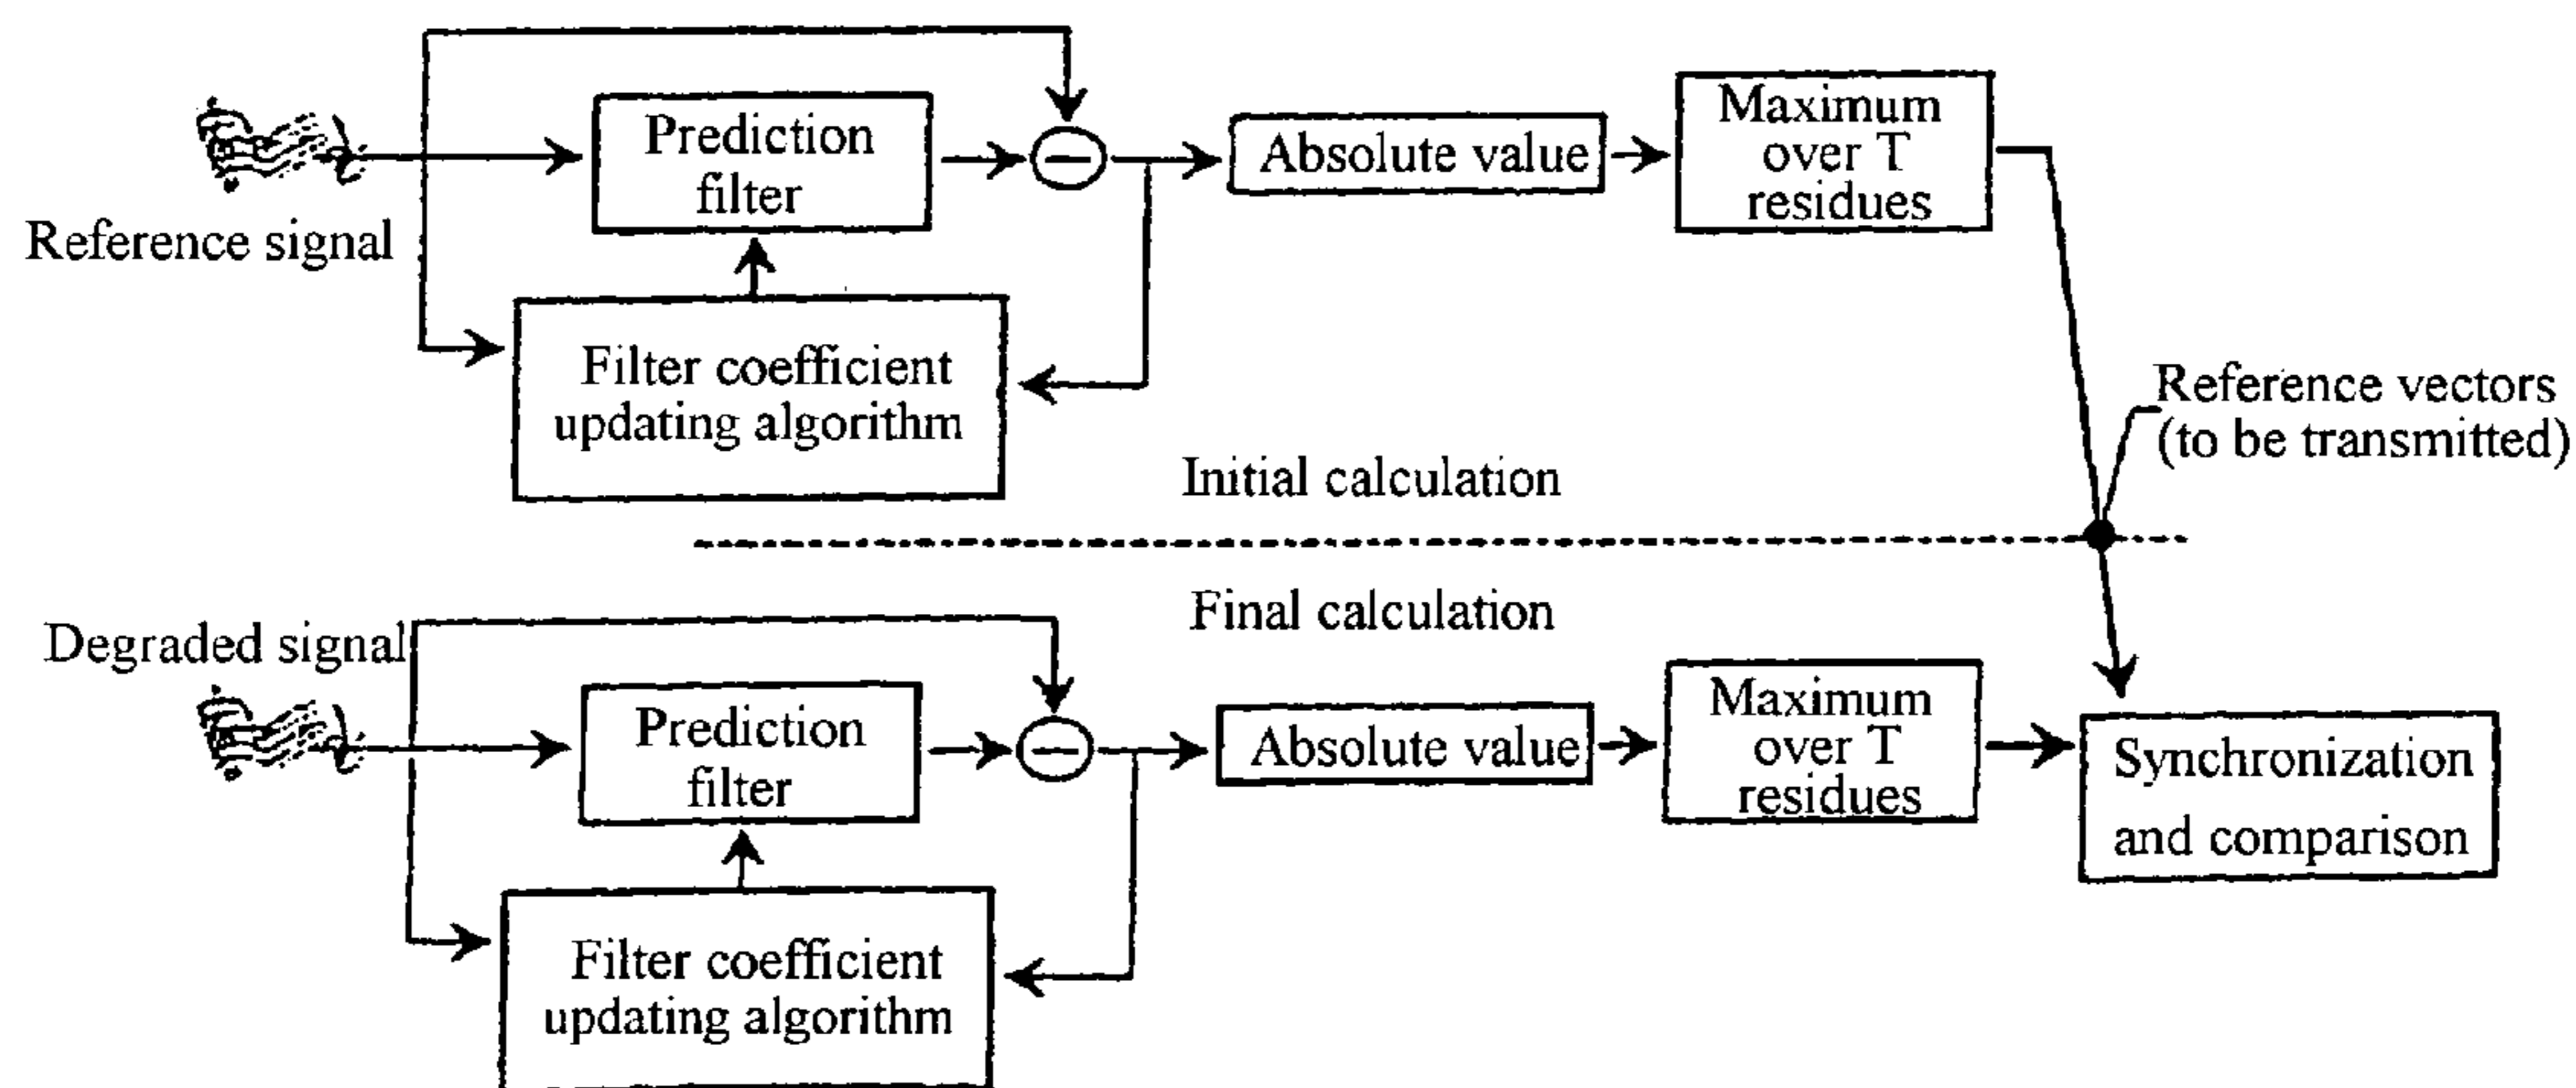 Prediction
filter
Absolute value
Maximum
over T
residues
Reference signal
Filter coefficient
updating algorithm
Reference vectors
(to be transmitted)
Initial calculation
Final calculation
Degraded signal
Prediction
filter
Absolute value
Maximum
over T
residues
Synchronization
and comparison
Filter coefficient
updating algorithm